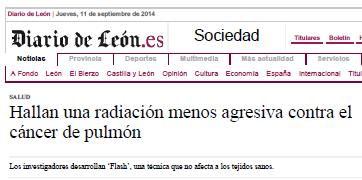 Diario de León | Jueves, 11 de septiembre de 2014
Diario de León.es
Sociedad
Titulares Boletín
Noticias Provincia Deportes Multimedia Más actualidad Servicios
A Fondo León El Bierzo Castilla y León Opinión Cultura Economía España Internacional
SALUD
Hallan una radiación menos agresiva contra el
cáncer de pulmón
Los investigadores desarrollan 'Flash', una técnica que no afecta a los tejidos sanos.